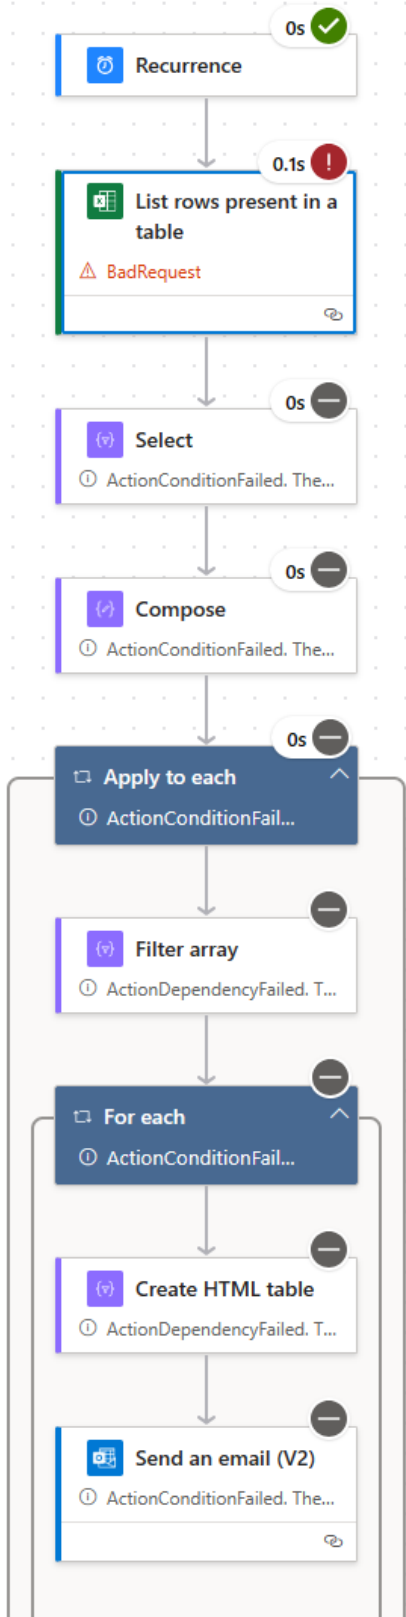 0s
Recurrence
0.1s
List rows present in a
table
BadRequest
0s
Select
ActionConditionFailed. The...
0s
Compose
ActionConditionFailed. The...
0s
Apply to each
ActionConditionFail...
Filter array
ActionDependencyFailed. T...
For each
ActionConditionFail...
Create HTML table
ActionDependencyFailed. T...
Send an email (V2)
ActionConditionFailed. The...